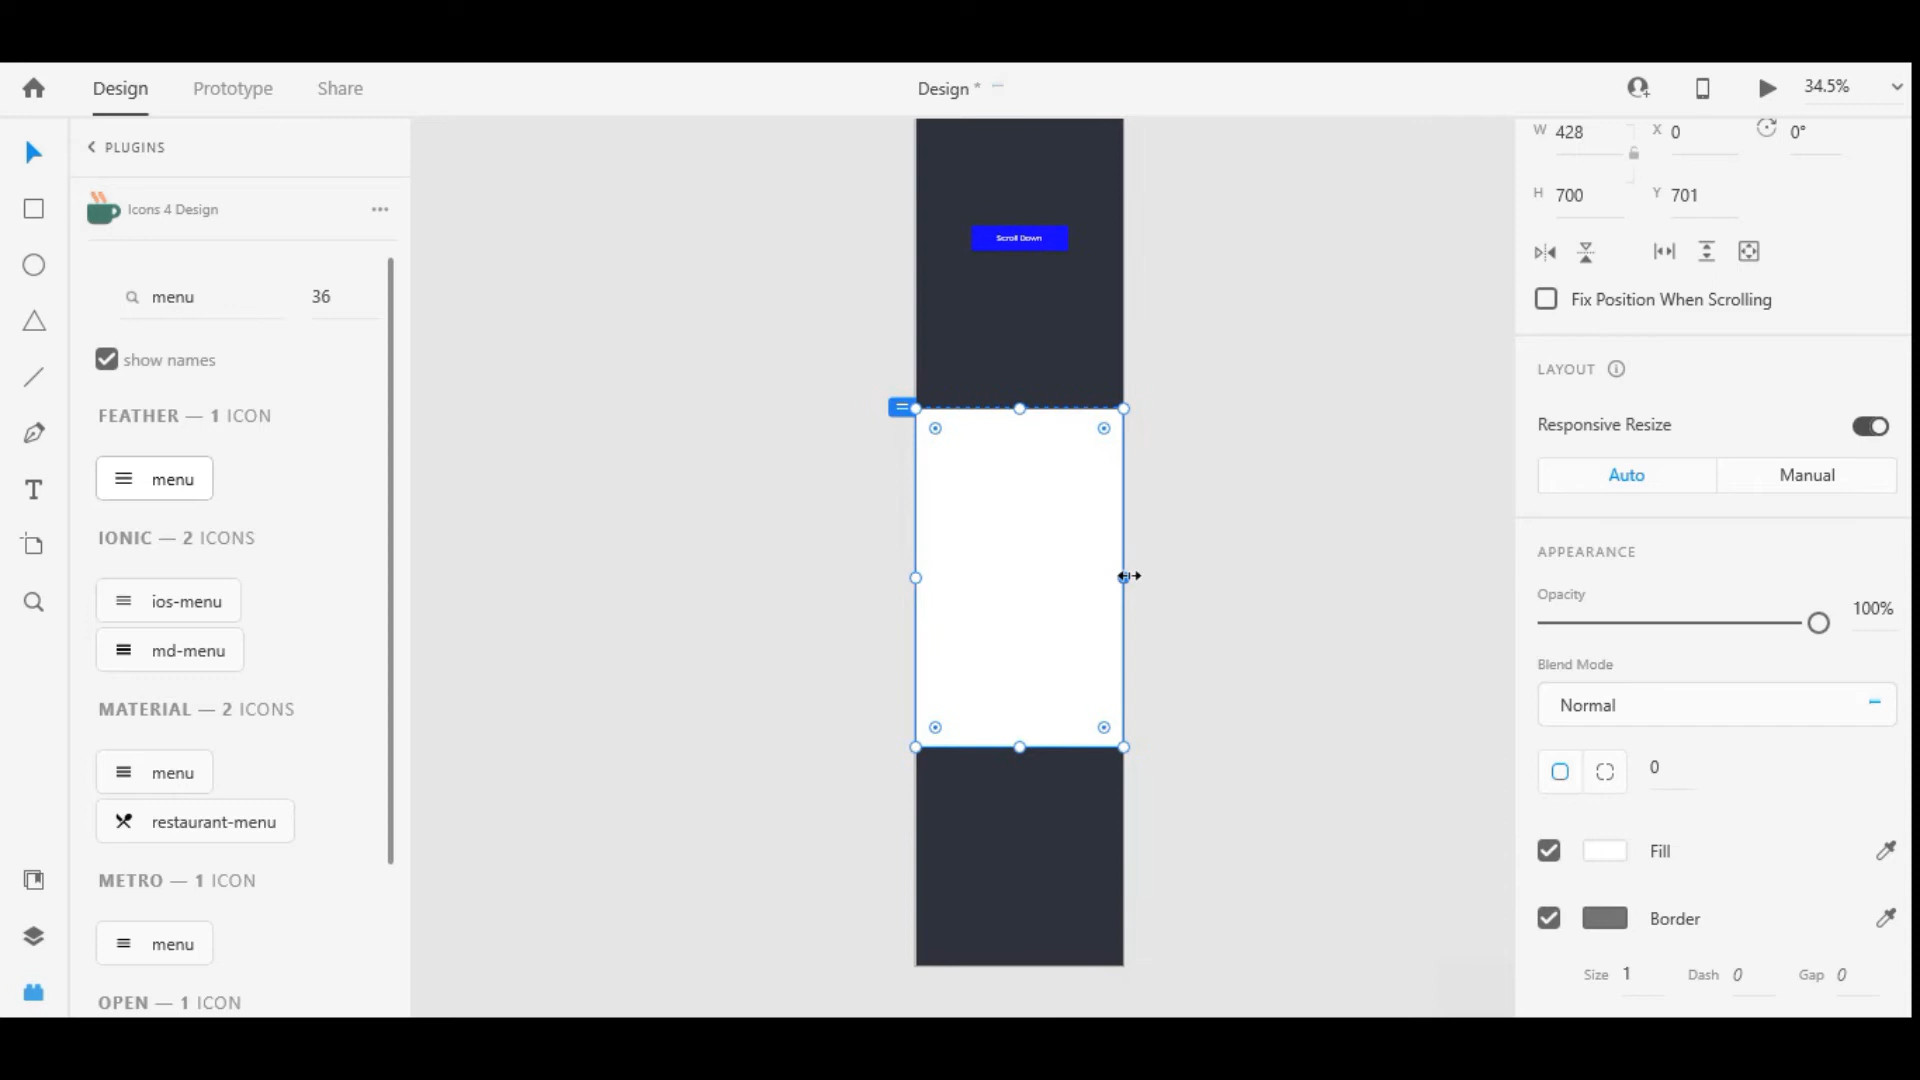 Design Prototype Share Design * 34.5%
PLUGINS
Icons 4 Design
menu 36
show names
FEATHER — 1 ICON
menu
IONIC — 2 ICONS
ios-menu
md-menu
MATERIAL — 2 ICONS
menu
restaurant-menu
METRO — 1 ICON
menu
OPEN — 1 ICON
Scroll Down
W 428 X 0 0°
H 700 Y 701
Fix Position When Scrolling
LAYOUT
Responsive Resize
Auto Manual
APPEARANCE
Opacity
100%
Blend Mode
Normal
0
Fill
Border
Size 1 Dash 0 Gap 0